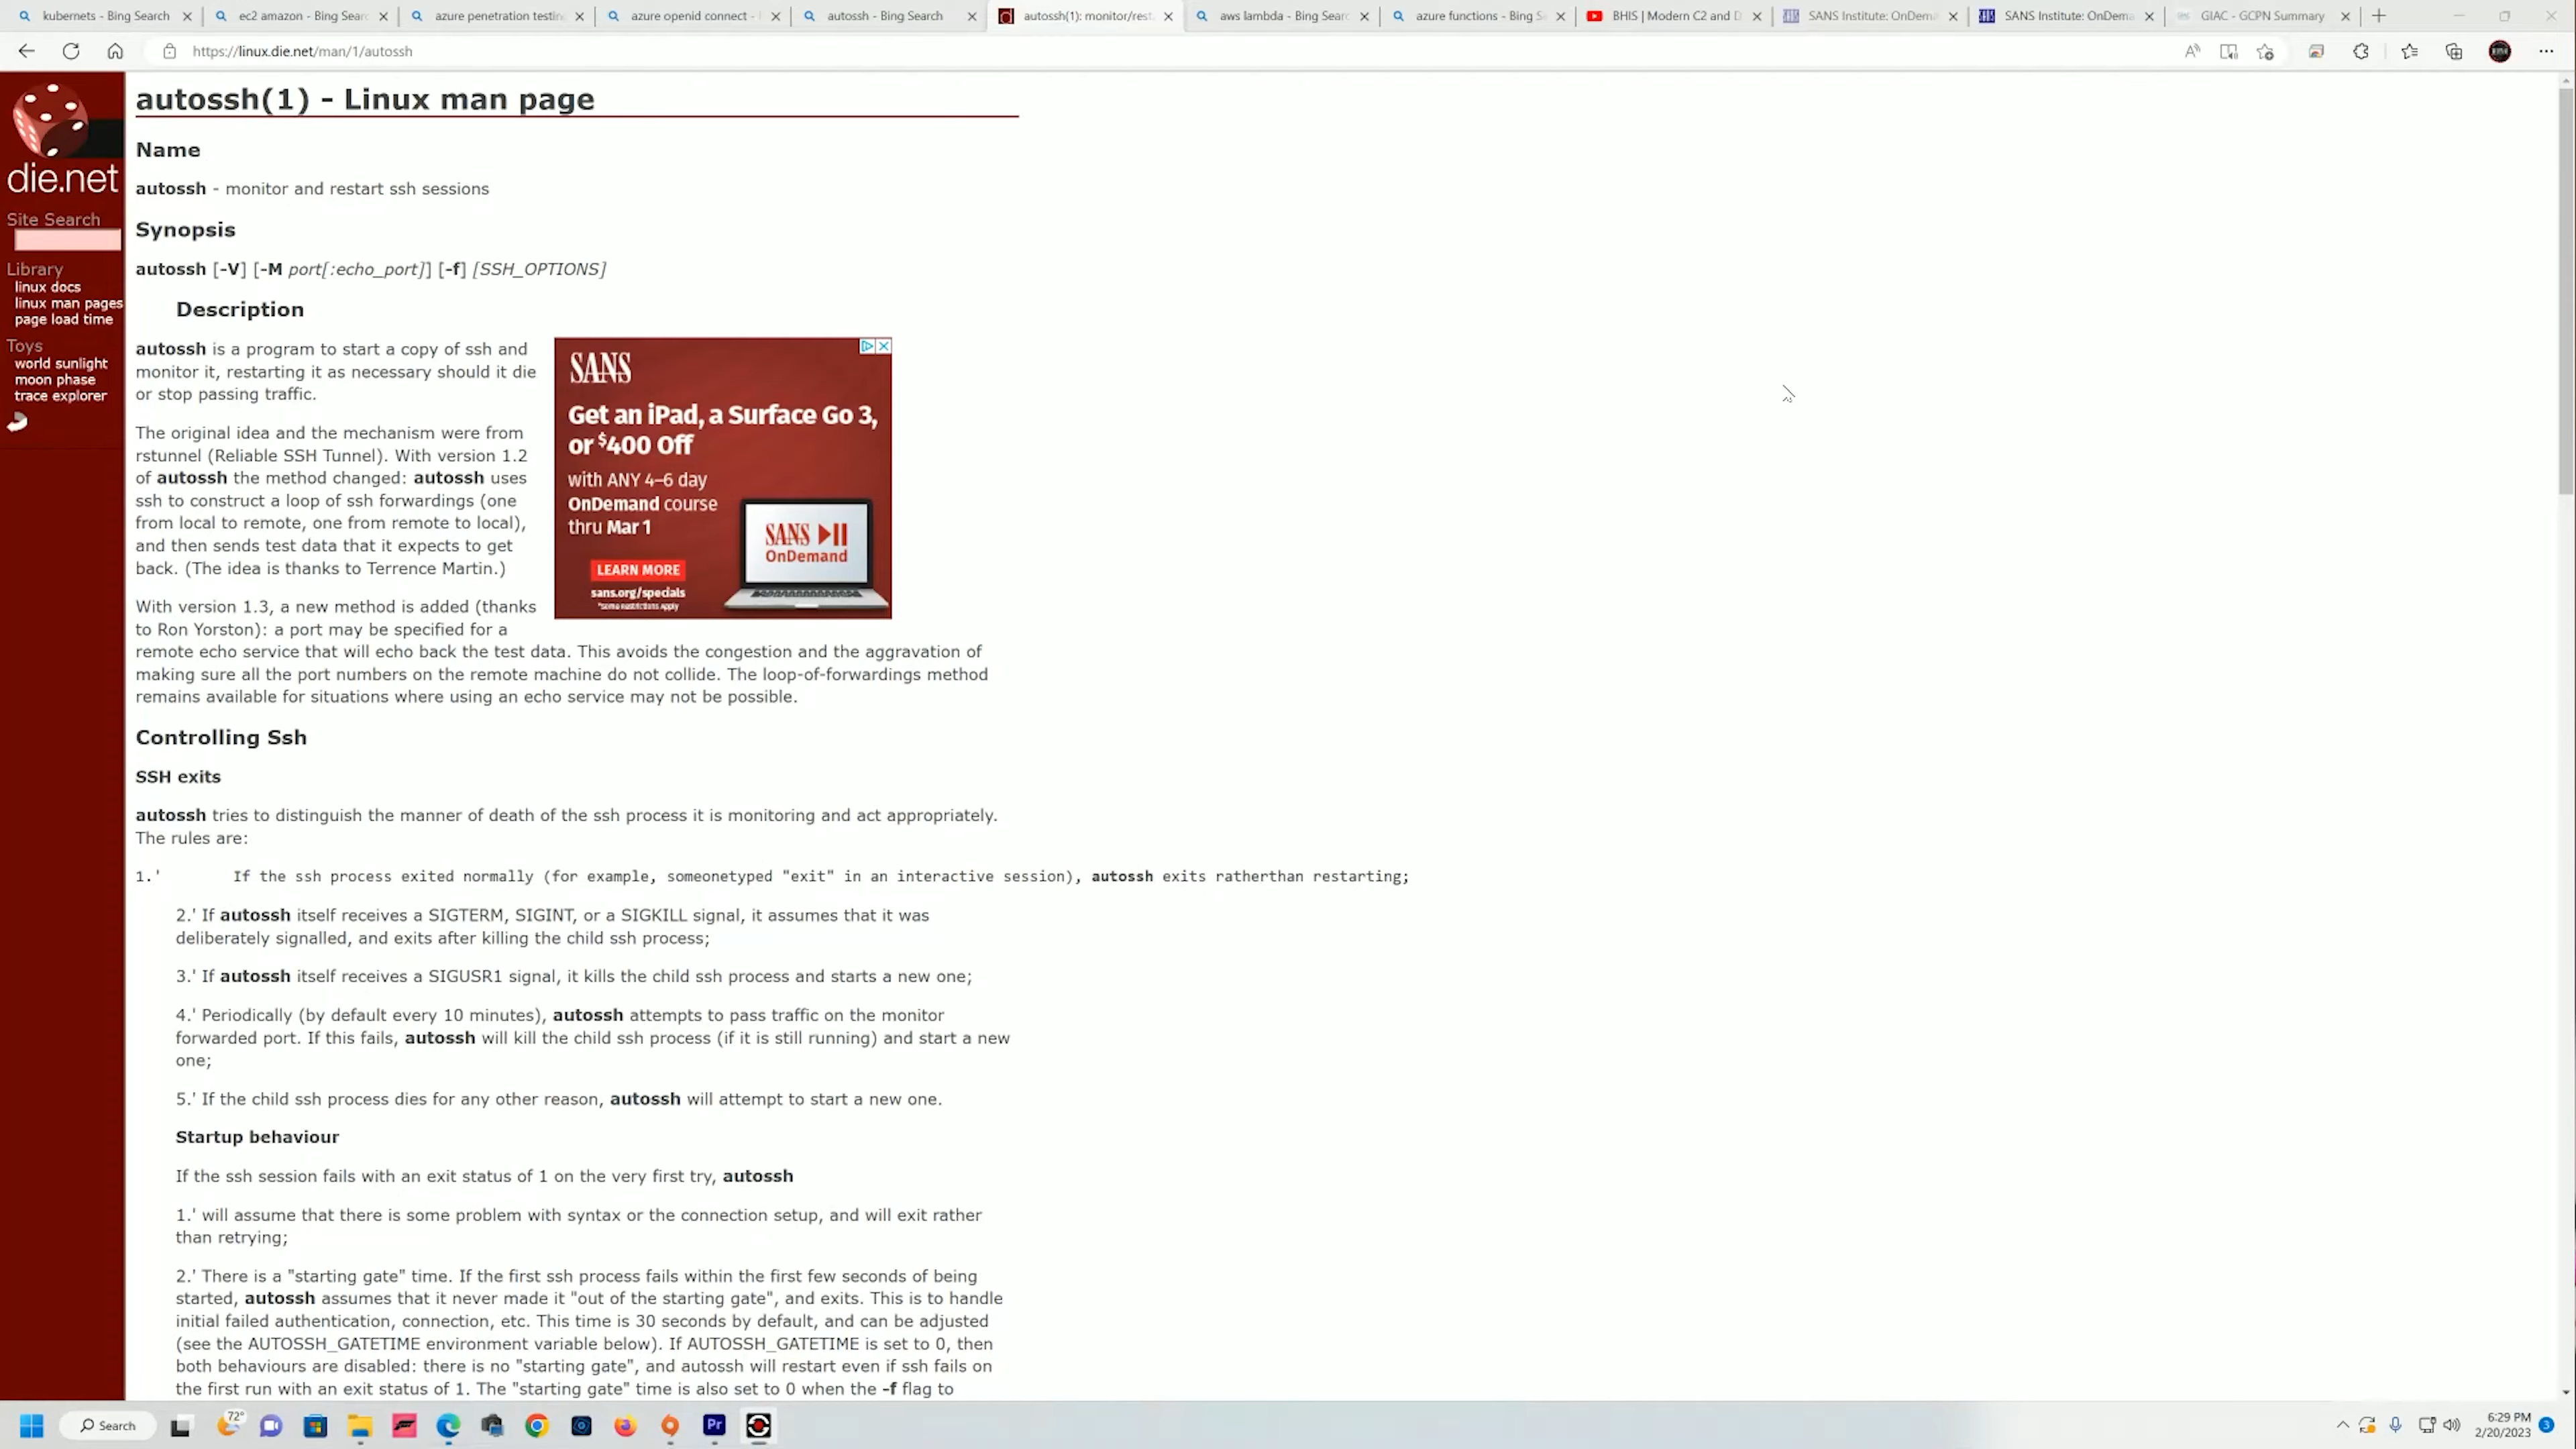 kubernets - Bing Search
ec2 amazon - Bing Searc
azure penetration testin
azure openid connect -
autossh - Bing Search
autossh(1): monitor/rest
aws lambda - Bing Searc
azure functions - Bing S
BHIS | Modern C2 and D
SANS Institute: OnDema
SANS Institute: OnDema
GIAC - GCPN Summary
https://linux.die.net/man/1/autossh
die.net
Site Search
Library
linux docs
linux man pages
page load time
Toys
world sunlight
moon phase
trace explorer
autossh(1) - Linux man page
Name
autossh - monitor and restart ssh sessions
Synopsis
autossh [-V] [-M port[:echo_port]] [-f] [SSH_OPTIONS]
Description
autossh is a program to start a copy of ssh and
monitor it, restarting it as necessary should it die
or stop passing traffic.
The original idea and the mechanism were from
rstunnel (Reliable SSH Tunnel). With version 1.2
of autossh the method changed: autossh uses
ssh to construct a loop of ssh forwardings (one
from local to remote, one from remote to local),
and then sends test data that it expects to get
back. (The idea is thanks to Terrence Martin.)
SANS
Get an iPad, a Surface Go 3,
or $400 Off
with ANY 4-6 day
OnDemand course
thru Mar 1
LEARN MORE
sans.org/specials
*Some Restrictions Apply
SANS
OnDemand
With version 1.3, a new method is added (thanks
to Ron Yorston): a port may be specified for a
remote echo service that will echo back the test data. This avoids the congestion and the aggravation of
making sure all the port numbers on the remote machine do not collide. The loop-of-forwardings method
remains available for situations where using an echo service may not be possible.
Controlling Ssh
SSH exits
autossh tries to distinguish the manner of death of the ssh process it is monitoring and act appropriately.
The rules are:
1.' If the ssh process exited normally (for example, someonetyped "exit" in an interactive session), autossh exits ratherthan restarting;
2.' If autossh itself receives a SIGTERM, SIGINT, or a SIGKILL signal, it assumes that it was
deliberately signalled, and exits after killing the child ssh process;
3.' If autossh itself receives a SIGUSR1 signal, it kills the child ssh process and starts a new one;
4.' Periodically (by default every 10 minutes), autossh attempts to pass traffic on the monitor
forwarded port. If this fails, autossh will kill the child ssh process (if it is still running) and start a new
one;
5.' If the child ssh process dies for any other reason, autossh will attempt to start a new one.
Startup behaviour
If the ssh session fails with an exit status of 1 on the very first try, autossh
1.' will assume that there is some problem with syntax or the connection setup, and will exit rather
than retrying;
2.' There is a "starting gate" time. If the first ssh process fails within the first few seconds of being
started, autossh assumes that it never made it "out of the starting gate", and exits. This is to handle
initial failed authentication, connection, etc. This time is 30 seconds by default, and can be adjusted
(see the AUTOSSH_GATETIME environment variable below). If AUTOSSH_GATETIME is set to 0, then
both behaviours are disabled: there is no "starting gate", and autossh will restart even if ssh fails on
the first run with an exit status of 1. The "starting gate" time is also set to 0 when the -f flag to
Search
72°
Pr
6:29 PM
2/20/2023
3